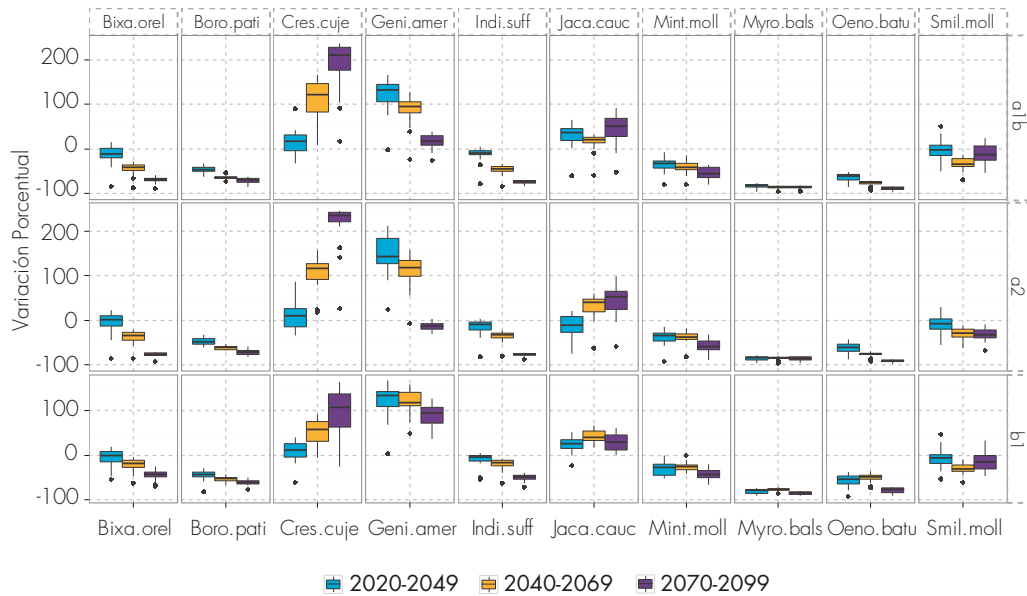 Bixa.orel Boro.pati Cres.cuje Geni.amer Indi.suff Jaca.cauc Mint.moll Myro.bals Oeno.batu Smil.moll
Variación Porcentual
200
100
0
-100
a1b
200
100
0
-100
a2
100
0
-100
b1
Bixa.orel Boro.pati Cres.cuje Geni.amer Indi.suff Jaca.cauc Mint.moll Myro.bals Oeno.batu Smil.moll
2020-2049 2040-2069 2070-2099